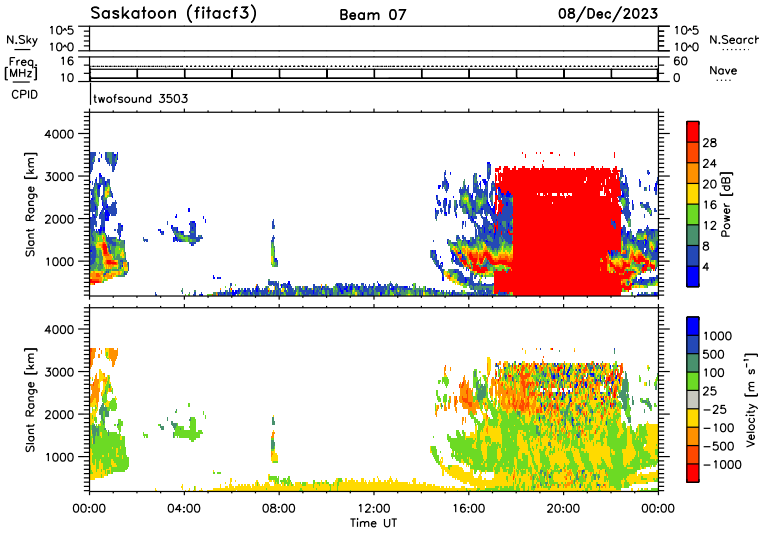 Saskatoon (fitacf3) Beam 07 08/Dec/2023
N.Sky 10^5 10^0 10^5 10^0 N.Search
Freq. [MHz] 16 10 60 0 Nave
CPID twofsound 3503
Slant Range [km] 4000 3000 2000 1000
28 24 20 16 12 8 4 Power [dB]
Slant Range [km] 4000 3000 2000 1000
1000 500 100 25 −25 −100 −500 −1000 Velocity [m s⁻¹]
00:00 04:00 08:00 12:00 16:00 20:00 00:00
Time UT